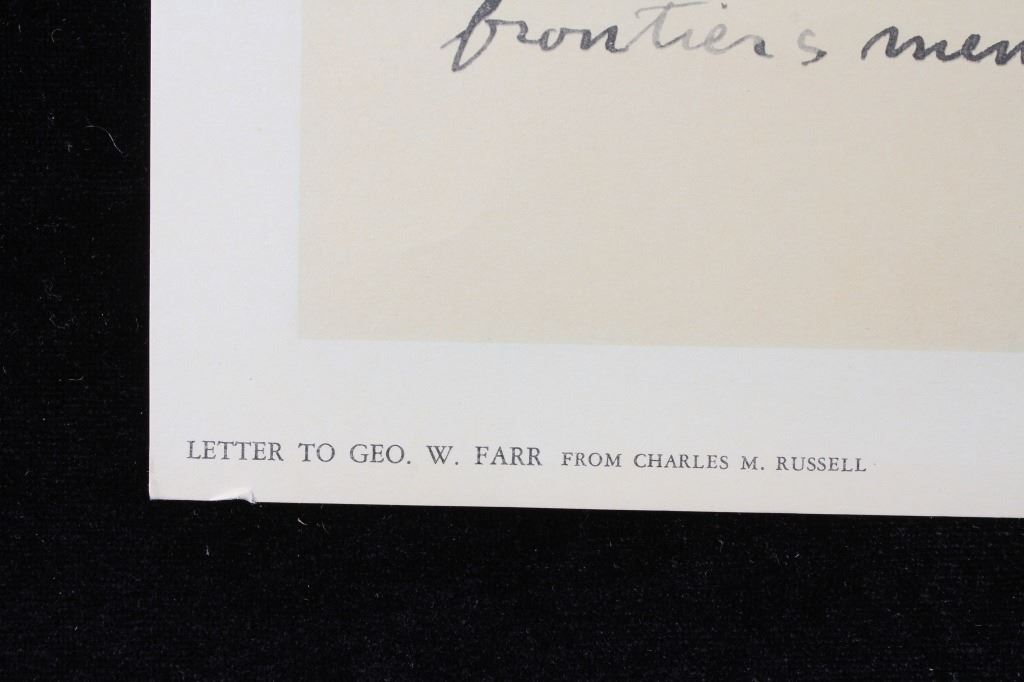 frontiers men
LETTER TO GEO. W. FARR FROM CHARLES M. RUSSELL